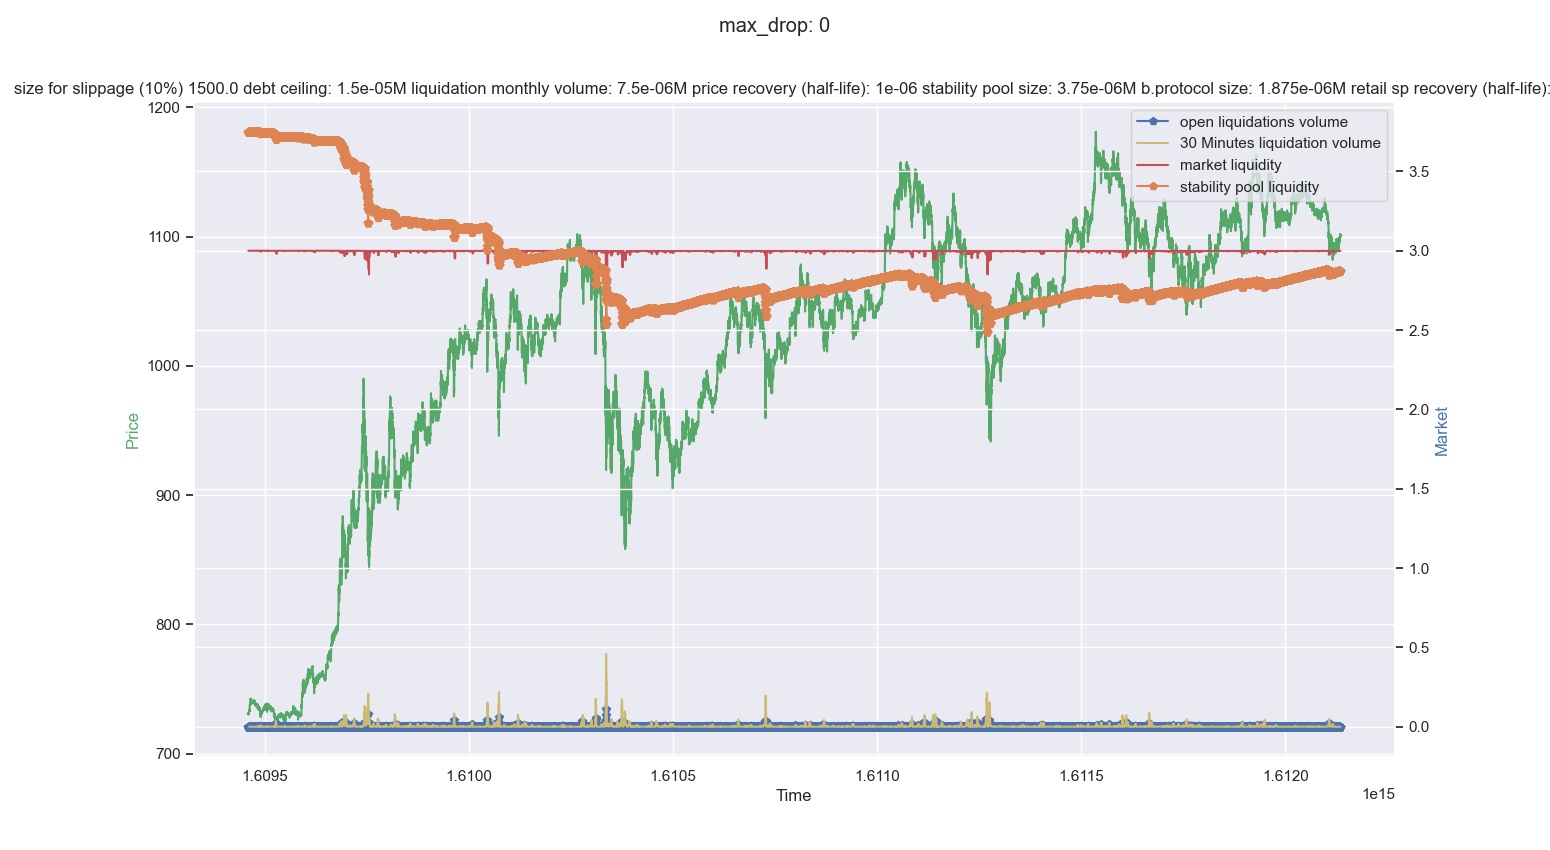 max_drop: 0
size for slippage (10%) 1500.0 debt ceiling: 1.5e-05M liquidation monthly volume: 7.5e-06M price recovery (half-life): 1e-06 stability pool size: 3.75e-06M b.protocol size: 1.875e-06M retail sp recovery (half-life):
open liquidations volume
30 Minutes liquidation volume
market liquidity
stability pool liquidity
1200
1100
1000
900
800
700
Price
3.5
3.0
2.5
2.0
1.5
1.0
0.5
0.0
Market
1.6095 1.6100 1.6105 1.6110 1.6115 1.6120
Time
1e15